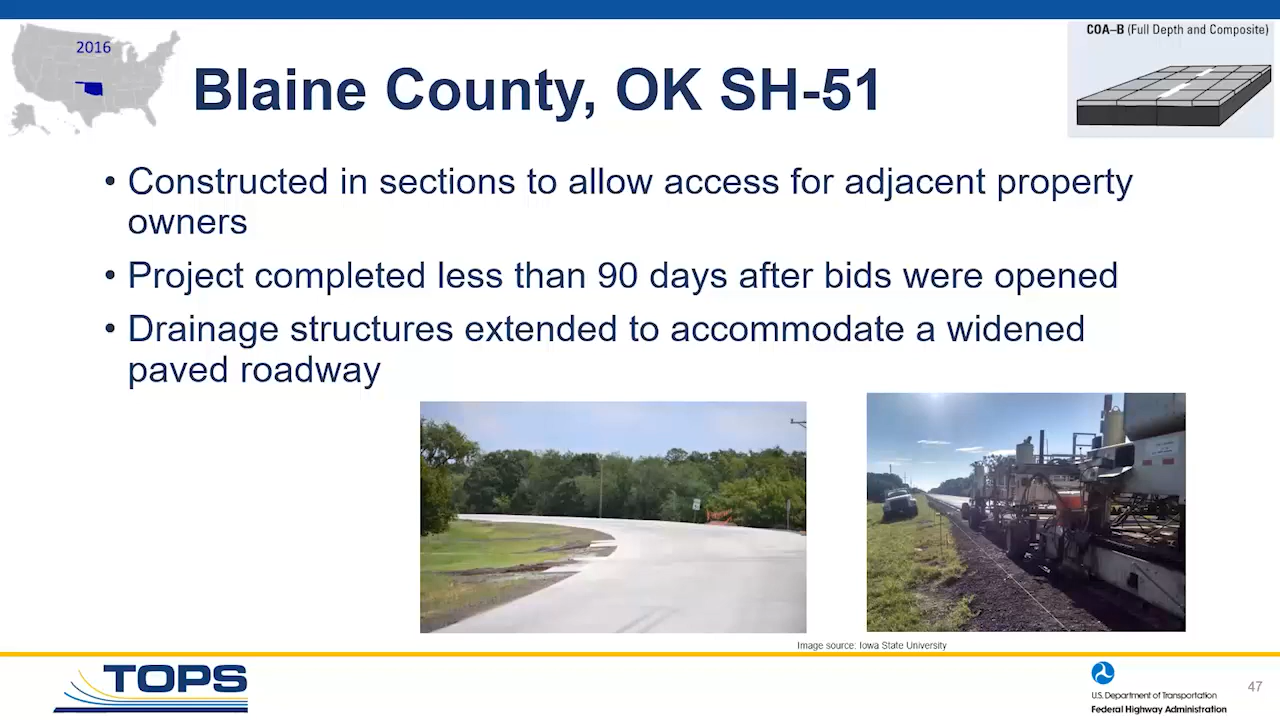 2016
COA–B (Full Depth and Composite)
Blaine County, OK SH-51
• Constructed in sections to allow access for adjacent property
owners
• Project completed less than 90 days after bids were opened
• Drainage structures extended to accommodate a widened
paved roadway
Image source: Iowa State University
TOPS
U.S. Department of Transportation
Federal Highway Administration
47